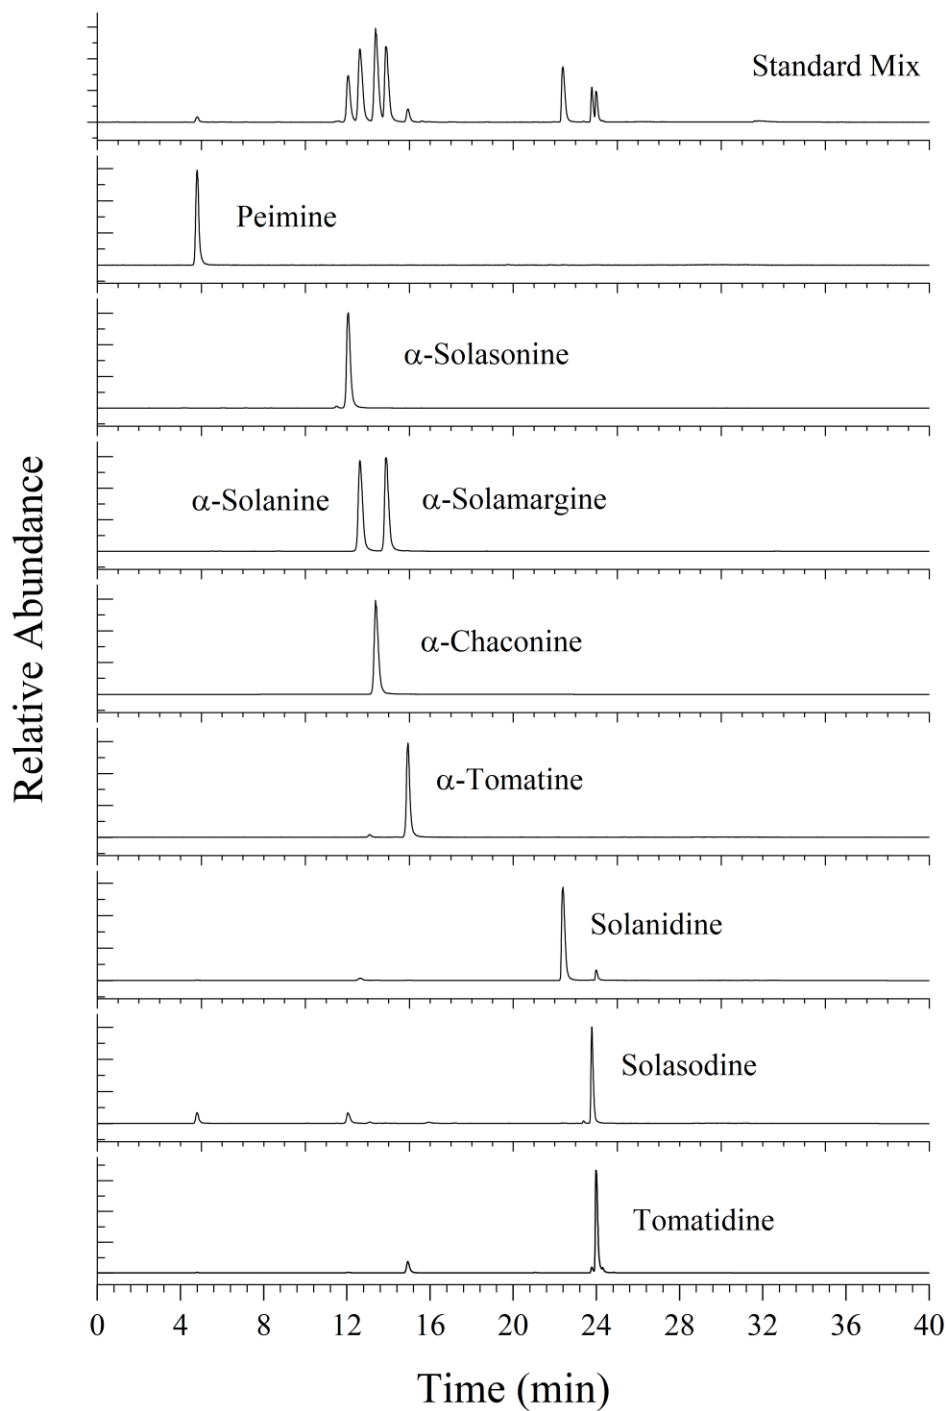 Standard Mix
Peimine
α-Solasonine
α-Solanine α-Solamargine
α-Chaconine
α-Tomatine
Solanidine
Solasodine
Tomatidine
Relative Abundance
0 4 8 12 16 20 24 28 32 36 40
Time (min)